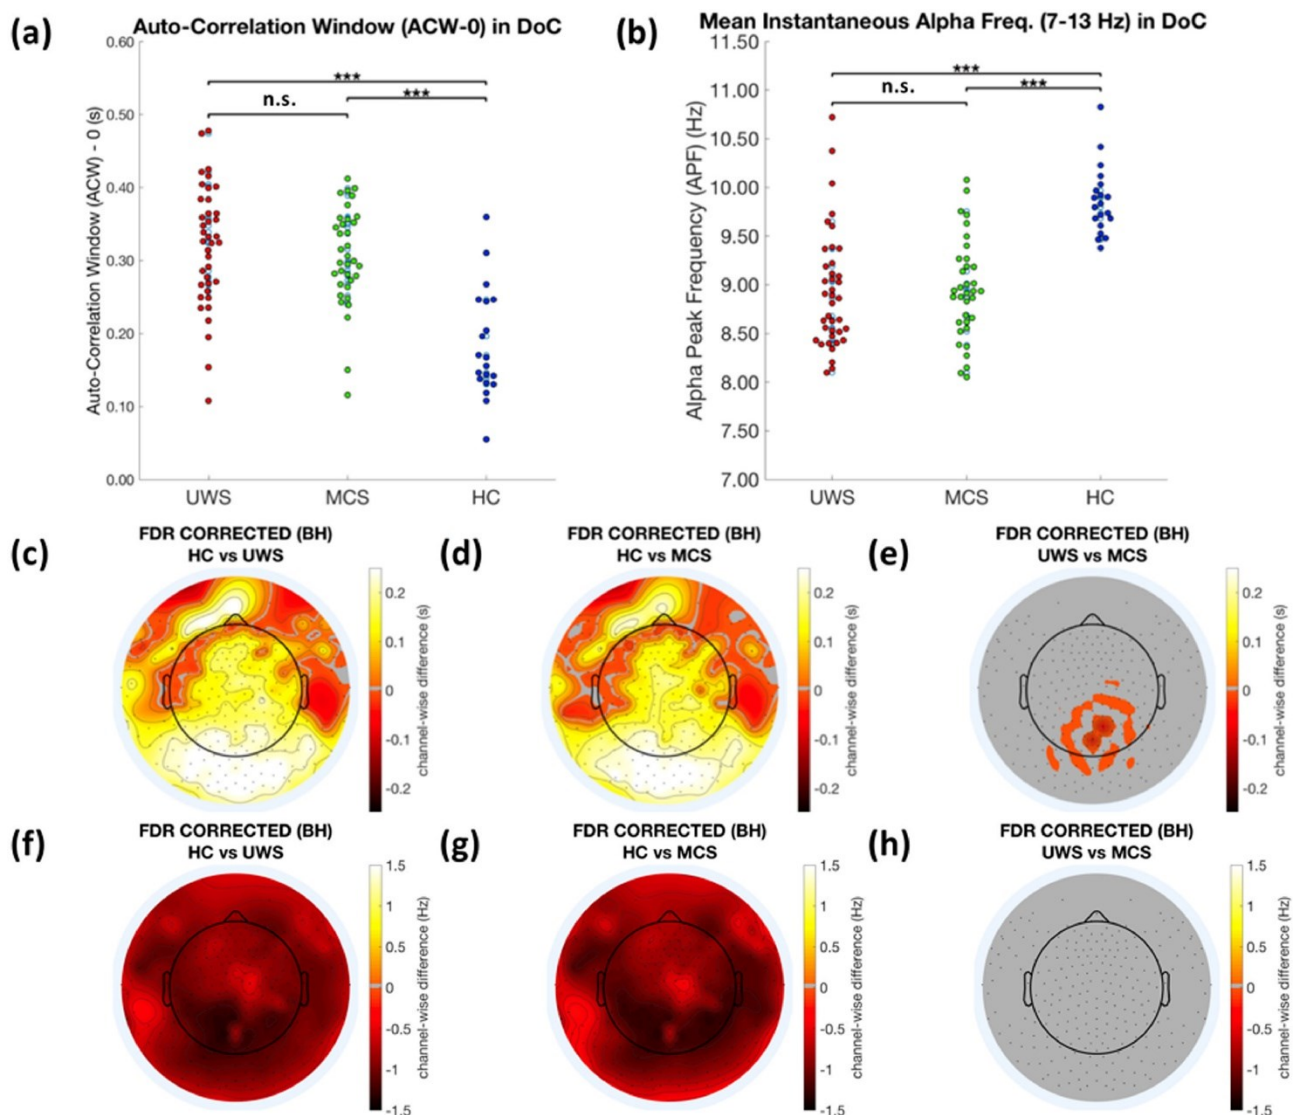 (a)
Auto-Correlation Window (ACW-0) in DoC
0.60
0.50
0.40
0.30
0.20
0.10
0.00
Auto-Correlation Window (ACW) - 0 (s)
***
n.s.
***
UWS
MCS
HC
(b)
Mean Instantaneous Alpha Freq. (7-13 Hz) in DoC
11.50
11.00
10.50
10.00
9.50
9.00
8.50
8.00
7.50
7.00
Alpha Peak Frequency (APF) (Hz)
***
n.s.
***
UWS
MCS
HC
(c)
FDR CORRECTED (BH)
HC vs UWS
0.2
0.1
0
-0.1
-0.2
channel-wise difference (s)
(d)
FDR CORRECTED (BH)
HC vs MCS
0.2
0.1
0
-0.1
-0.2
channel-wise difference (s)
(e)
FDR CORRECTED (BH)
UWS vs MCS
0.2
0.1
0
-0.1
-0.2
channel-wise difference (s)
(f)
FDR CORRECTED (BH)
HC vs UWS
1.5
1
0.5
0
-0.5
-1
-1.5
channel-wise difference (Hz)
(g)
FDR CORRECTED (BH)
HC vs MCS
1.5
1
0.5
0
-0.5
-1
-1.5
channel-wise difference (Hz)
(h)
FDR CORRECTED (BH)
UWS vs MCS
1.5
1
0.5
0
-0.5
-1
-1.5
channel-wise difference (Hz)